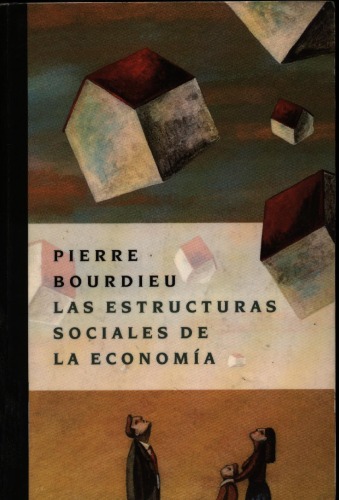 PIERRE
BOURDIEU
LAS ESTRUCTURAS
SOCIALES DE
LA ECONOMÍA